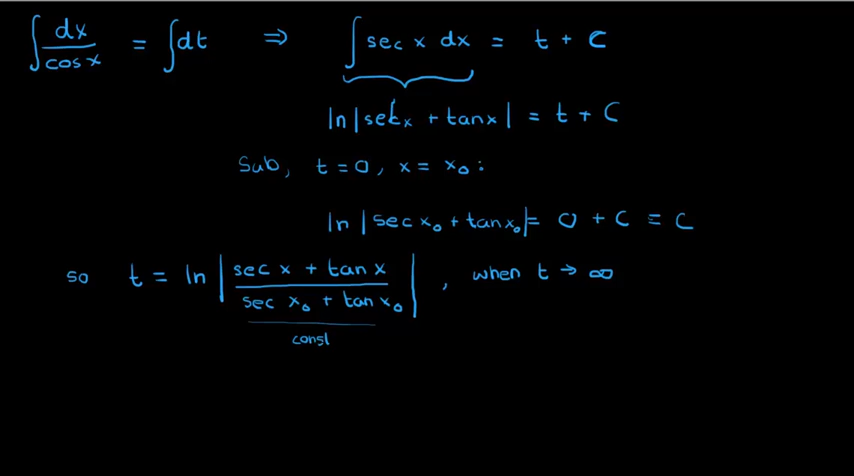 ∫ dx/cos x = ∫ dt ⇒ ∫ sec x dx = t + C
ln |sec x + tan x| = t + C
Sub, t = 0, x = x₀ :
ln | sec x₀ + tan x₀ | = 0 + C = C
so t = ln | (sec x + tan x)/(sec x₀ + tan x₀) | , when t → ∞
const